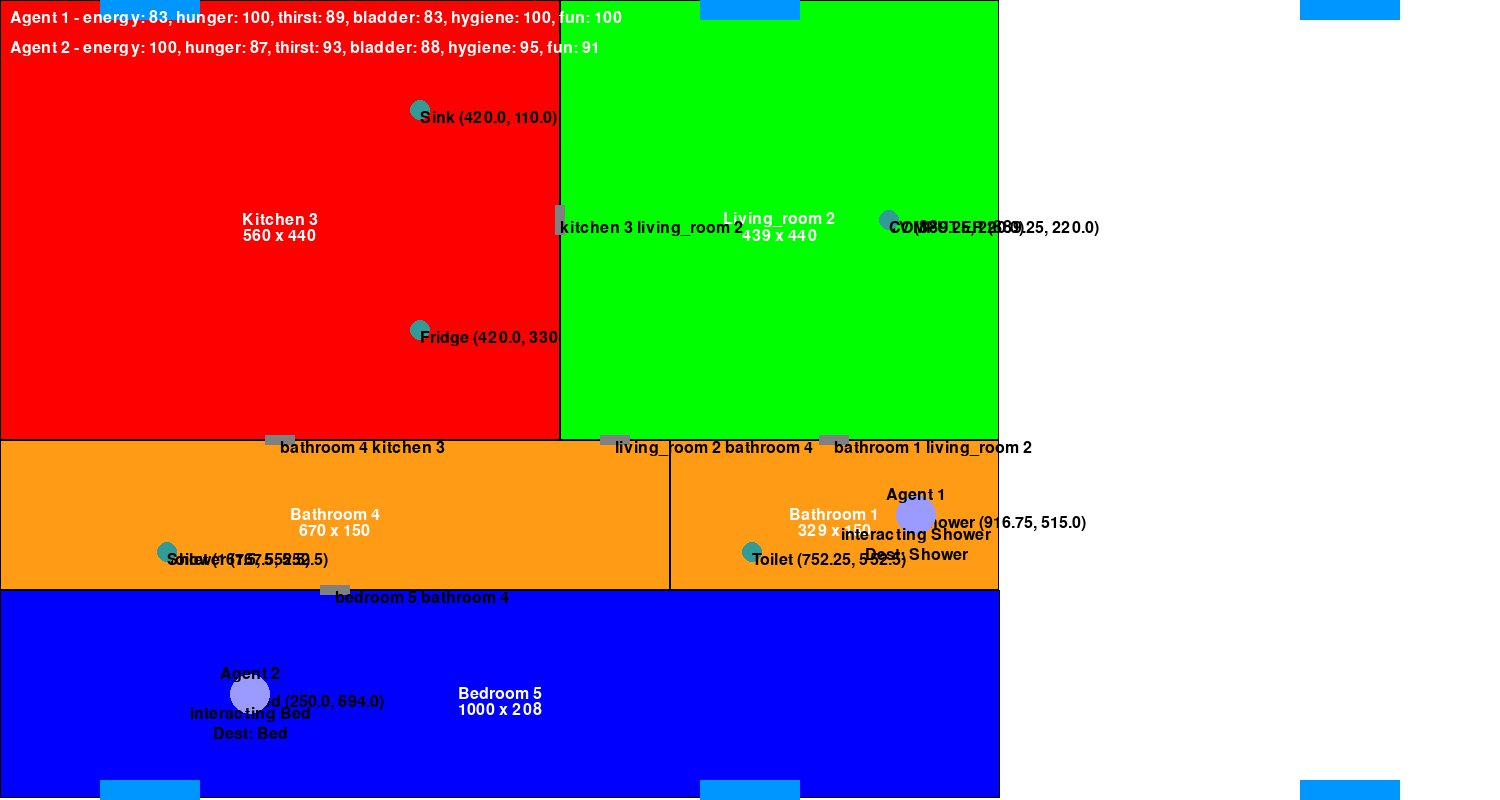 Agent 1 - energy: 83, hunger: 100, thirst: 89, bladder: 83, hygiene: 100, fun: 100
Agent 2 - energy: 100, hunger: 87, thirst: 93, bladder: 88, hygiene: 95, fun: 91
Sink (420.0, 110.0)
Kitchen 3
560 x 440
kitchen 3 living_room 2
Living_room 2
439 x 440
Fridge (420.0, 330
bathroom 4 kitchen 3
living_room 2 bathroom 4
bathroom 1 living_room 2
Agent 1
Bathroom 4
670 x 150
Bathroom 1
329 x 150
(916.75, 515.0)
interacting Shower
Dest: Shower
Toilet (752.25, 552.5)
bedroom 5 bathroom 4
Agent 2
Bedroom 5
1000 x 208
(250.0, 694.0)
interacting Bed
Dest: Bed